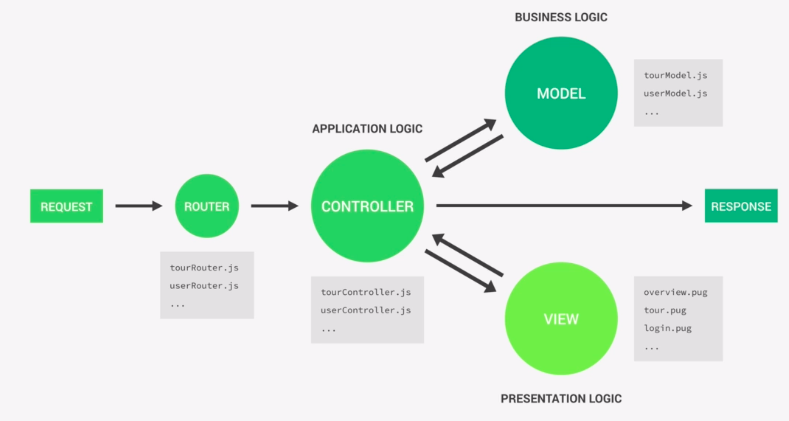 BUSINESS LOGIC
MODEL
tourModel.js
userModel.js
...
APPLICATION LOGIC
REQUEST
ROUTER
CONTROLLER
RESPONSE
tourRouter.js
userRouter.js
...
tourController.js
userController.js
...
VIEW
overview.pug
tour.pug
login.pug
...
PRESENTATION LOGIC